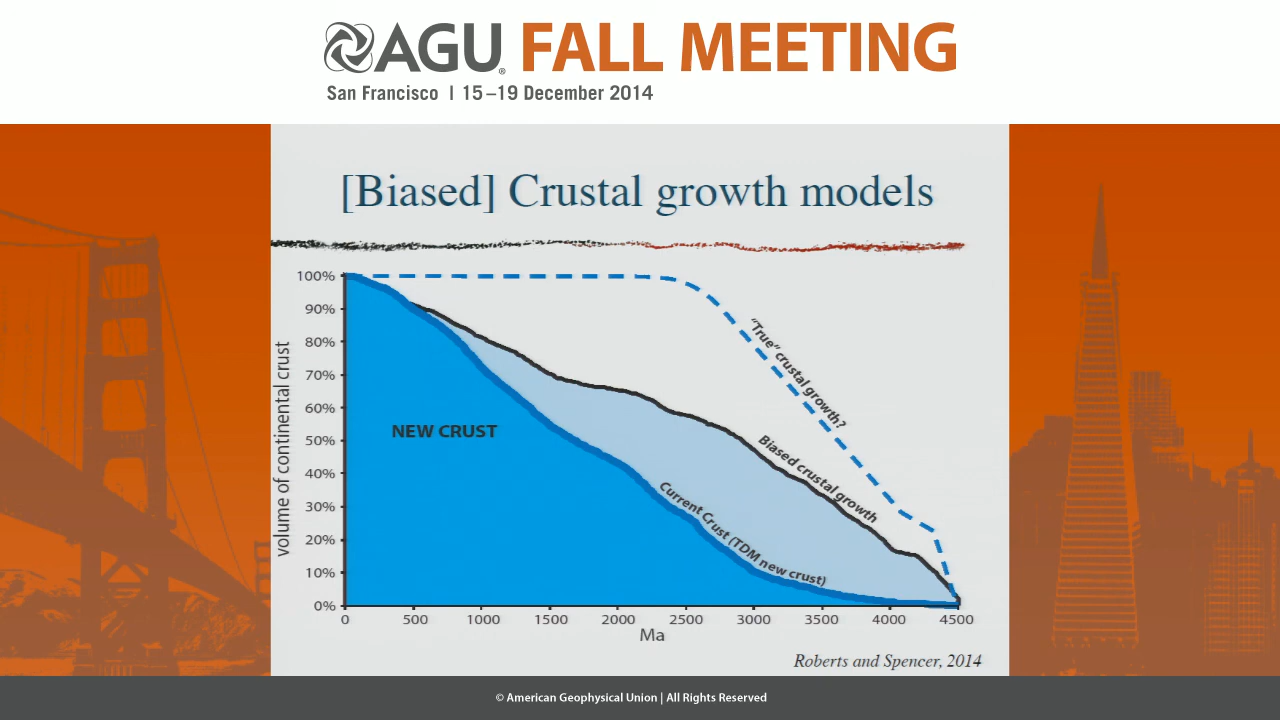 AGU® FALL MEETING
San Francisco | 15–19 December 2014
[Biased] Crustal growth models
100%
90%
80%
70%
60%
50%
40%
30%
20%
10%
0%
volume of continental crust
"True" crustal growth?
Biased crustal growth
NEW CRUST
Current Crust (TDM new crust)
0 500 1000 1500 2000 2500 3000 3500 4000 4500
Ma
Roberts and Spencer, 2014
© American Geophysical Union | All Rights Reserved